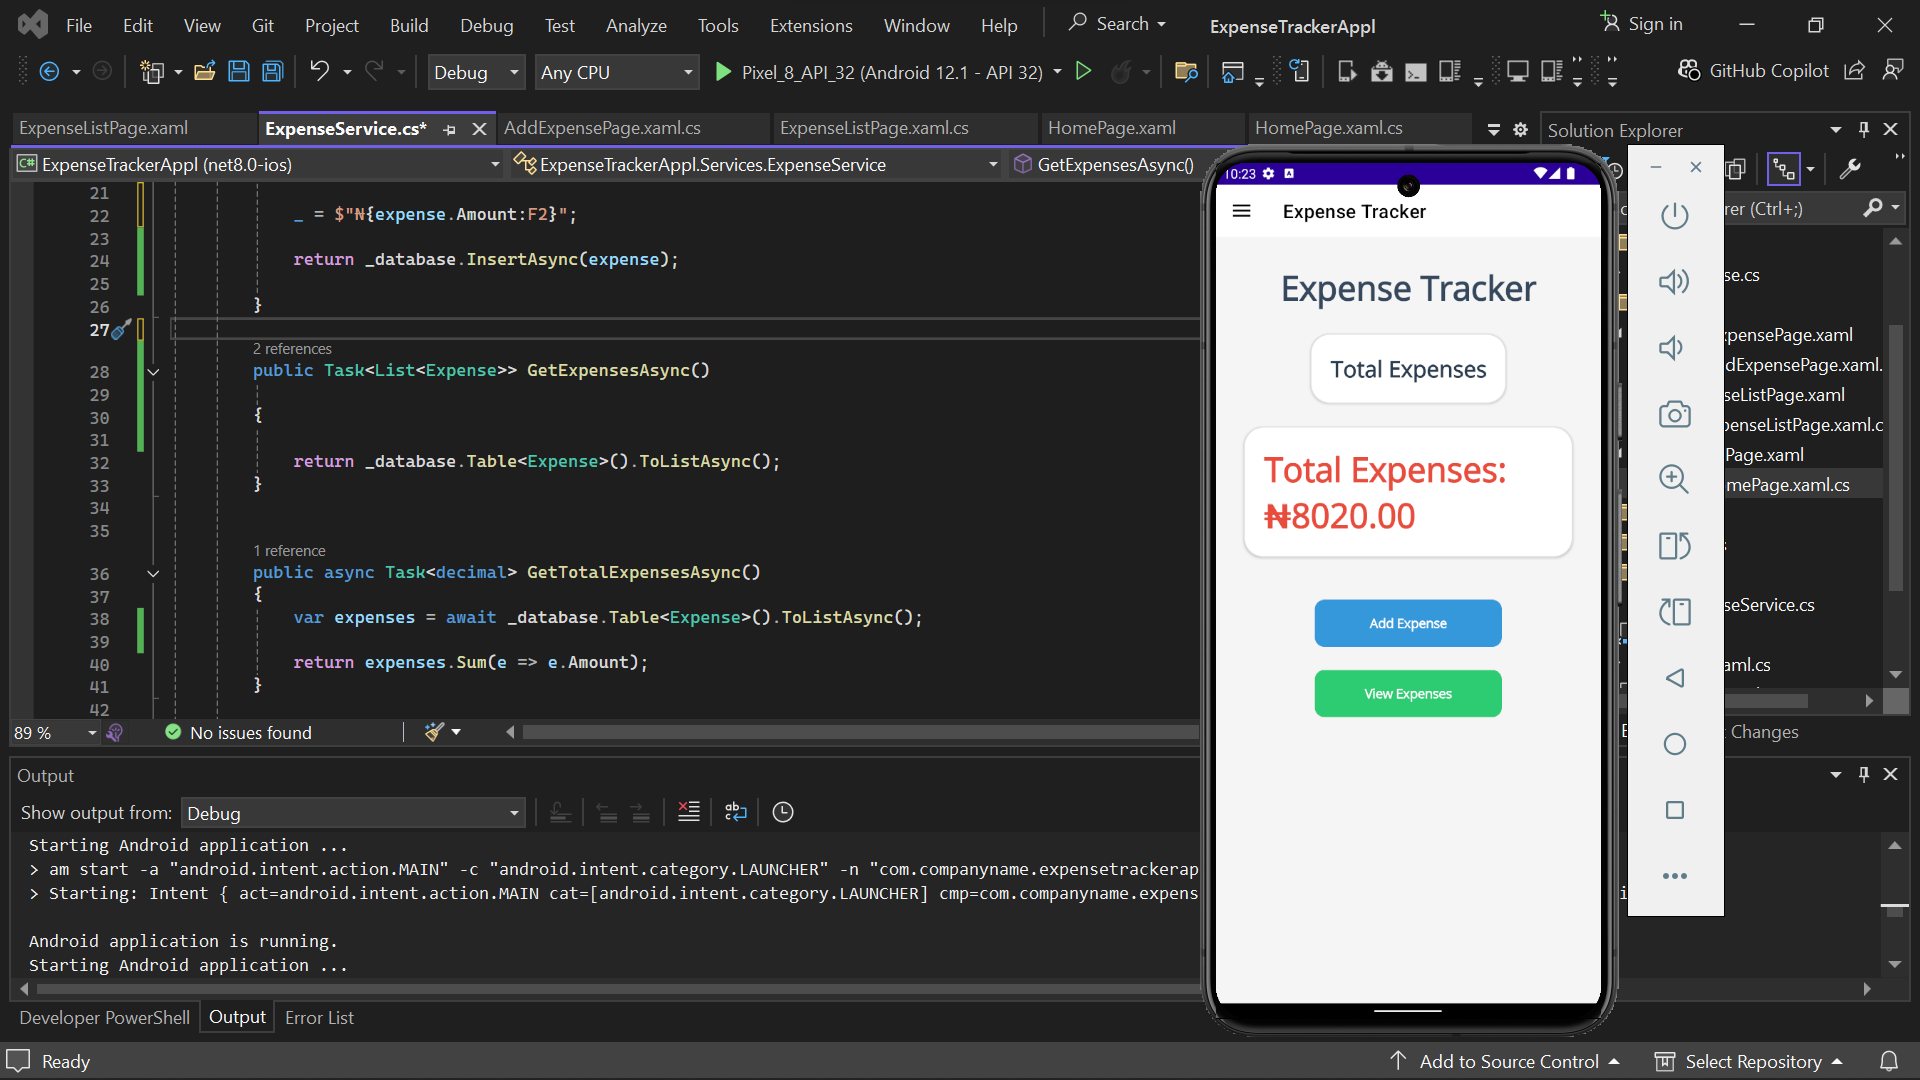 File Edit View Git Project Build Debug Test Analyze Tools Extensions Window Help Search ExpenseTrackerAppl Sign in
Debug Any CPU Pixel_8_API_32 (Android 12.1 - API 32) GitHub Copilot
ExpenseListPage.xaml ExpenseService.cs* AddExpensePage.xaml.cs ExpenseListPage.xaml.cs HomePage.xaml HomePage.xaml.cs Solution Explorer
C# ExpenseTrackerAppl (net8.0-ios) ExpenseTrackerAppl.Services.ExpenseService GetExpensesAsync()
21
22 _ = $"₦{expense.Amount:F2}";
23
24 return _database.InsertAsync(expense);
25
26 }
27
2 references
28 public Task<List<Expense>> GetExpensesAsync()
29
30 {
31
32 return _database.Table<Expense>().ToListAsync();
33 }
34
35
1 reference
36 public async Task<decimal> GetTotalExpensesAsync()
37 {
38 var expenses = await _database.Table<Expense>().ToListAsync();
39
40 return expenses.Sum(e => e.Amount);
41 }
42
89 % No issues found
Output
Show output from: Debug
Starting Android application ...
> am start -a "android.intent.action.MAIN" -c "android.intent.category.LAUNCHER" -n "com.companyname.expensetrackerap
> Starting: Intent { act=android.intent.action.MAIN cat=[android.intent.category.LAUNCHER] cmp=com.companyname.expens
Android application is running.
Starting Android application ...
Developer PowerShell Output Error List
Ready Add to Source Control Select Repository
10:23
Expense Tracker
Expense Tracker
Total Expenses
Total Expenses:
₦8020.00
Add Expense
View Expenses
rer (Ctrl+;)
se.cs
xpensePage.xaml
ddExpensePage.xaml.
seListPage.xaml
penseListPage.xaml.c
Page.xaml
mePage.xaml.cs
s
seService.cs
aml.cs
Changes